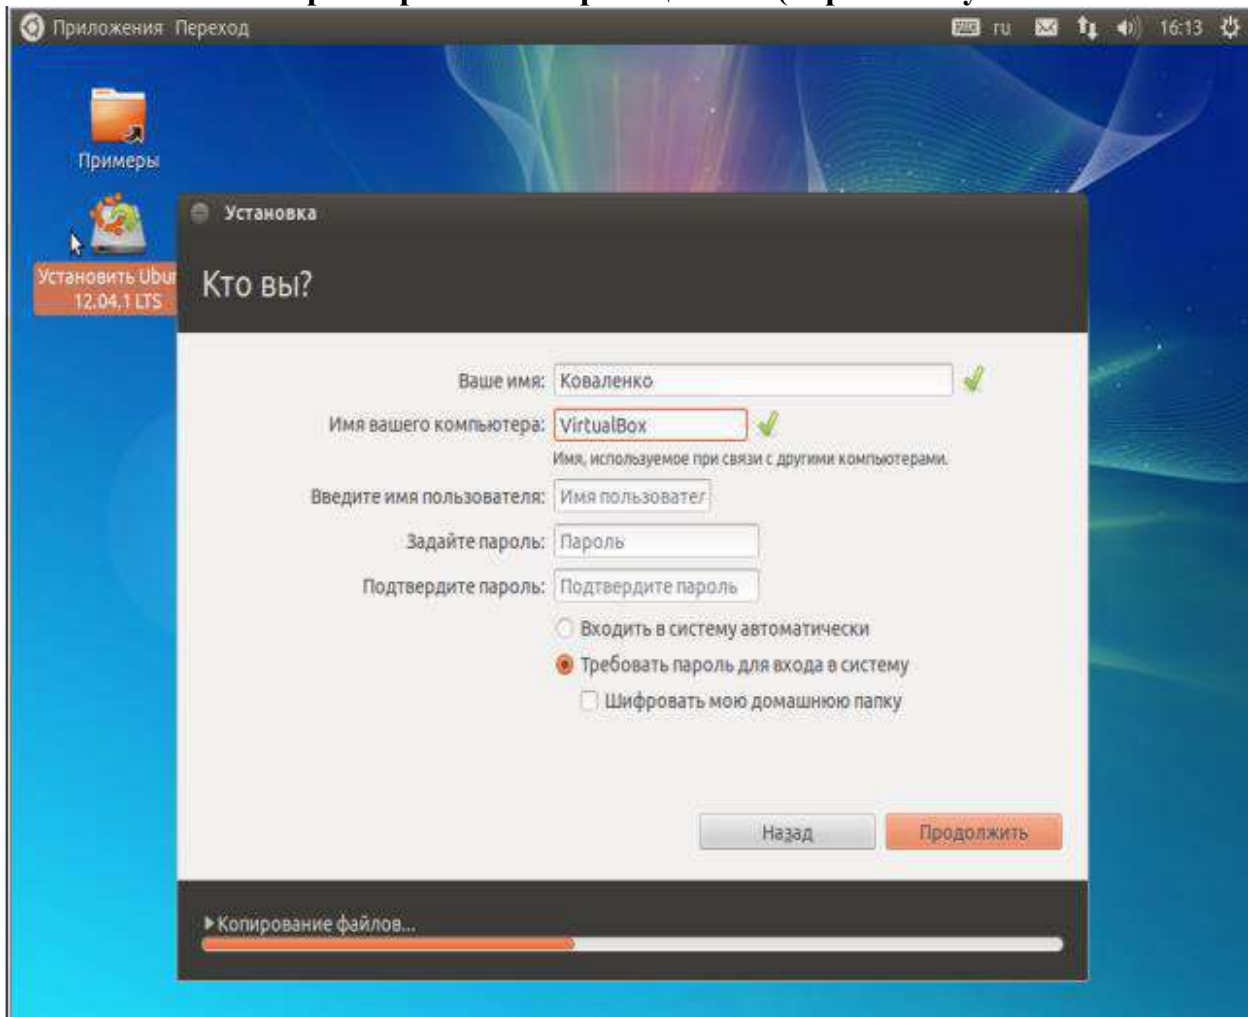 Приложения Переход ru 16:13
Примеры
Установить Ubun
12.04.1 LTS
Установка
Кто вы?
Ваше имя: Коваленко
Имя вашего компьютера: VirtualBox
Имя, используемое при связи с другими компьютерами.
Введите имя пользователя: Имя пользовател
Задайте пароль: Пароль
Подтвердите пароль: Подтвердите пароль
Входить в систему автоматически
Требовать пароль для входа в систему
Шифровать мою домашнюю папку
Назад Продолжить
Копирование файлов...